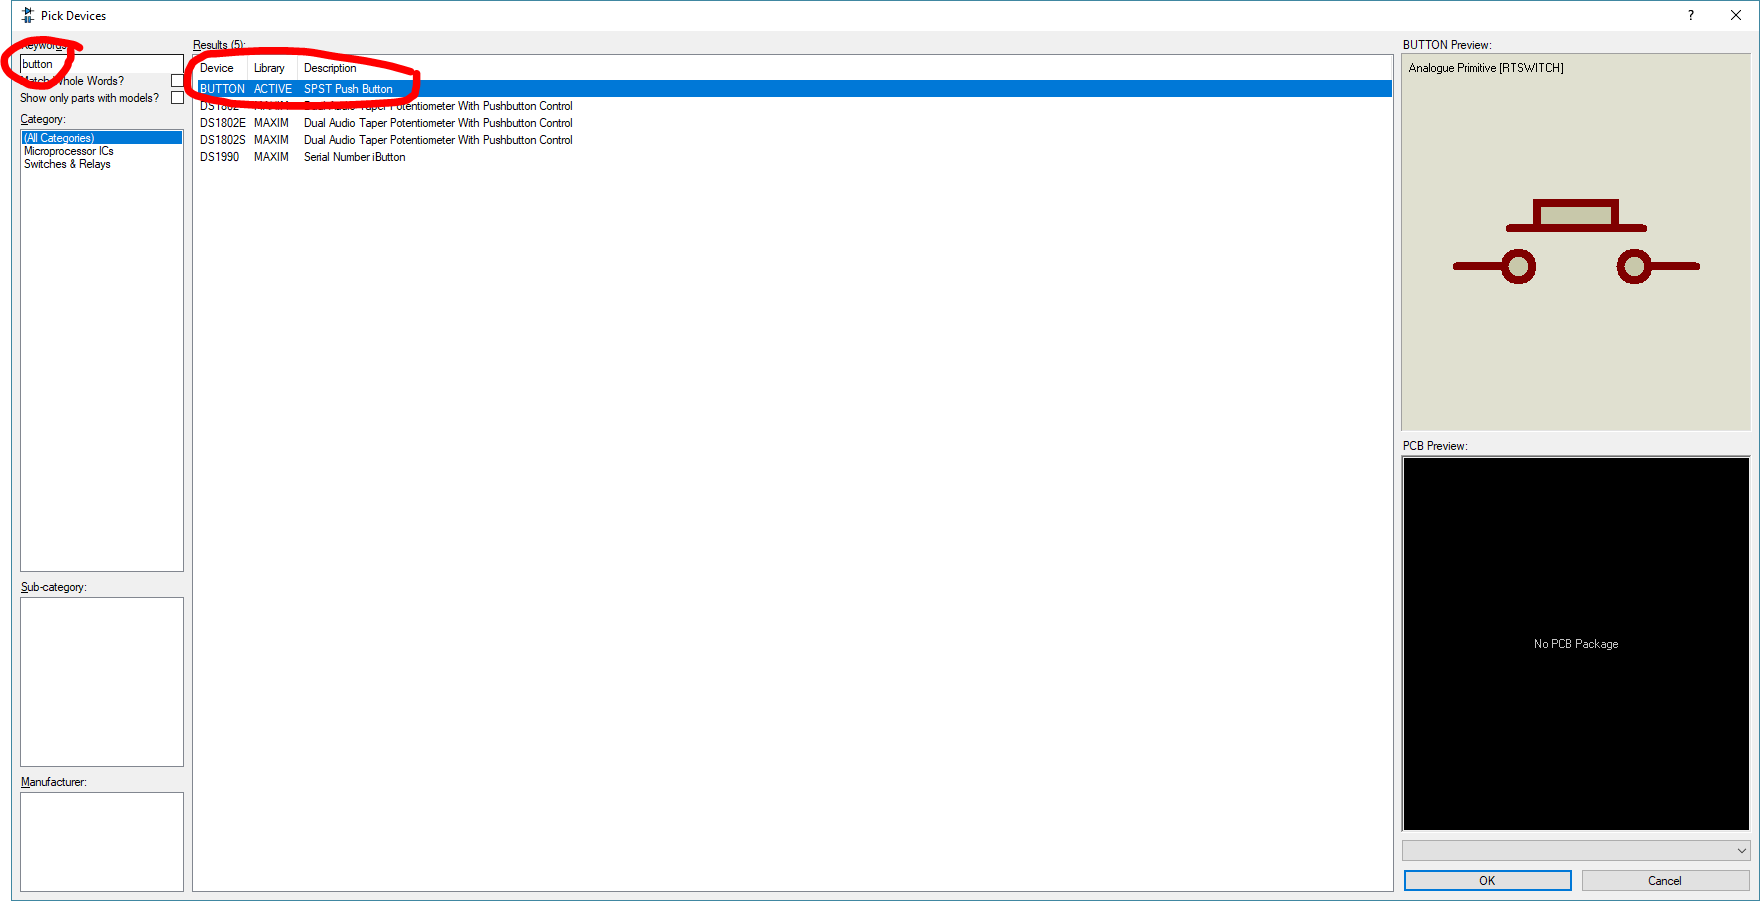 Pick Devices
?
Keywords
button
Match Whole Words?
Show only parts with models?
Category:
(All Categories)
Microprocessor ICs
Switches & Relays
Sub-category:
Manufacturer:
Results (5):
Device Library Description
BUTTON ACTIVE SPST Push Button
DS1802 MAXIM Dual Audio Taper Potentiometer With Pushbutton Control
DS1802E MAXIM Dual Audio Taper Potentiometer With Pushbutton Control
DS1802S MAXIM Dual Audio Taper Potentiometer With Pushbutton Control
DS1990 MAXIM Serial Number iButton
BUTTON Preview:
Analogue Primitive [RTSWITCH]
PCB Preview:
No PCB Package
OK Cancel